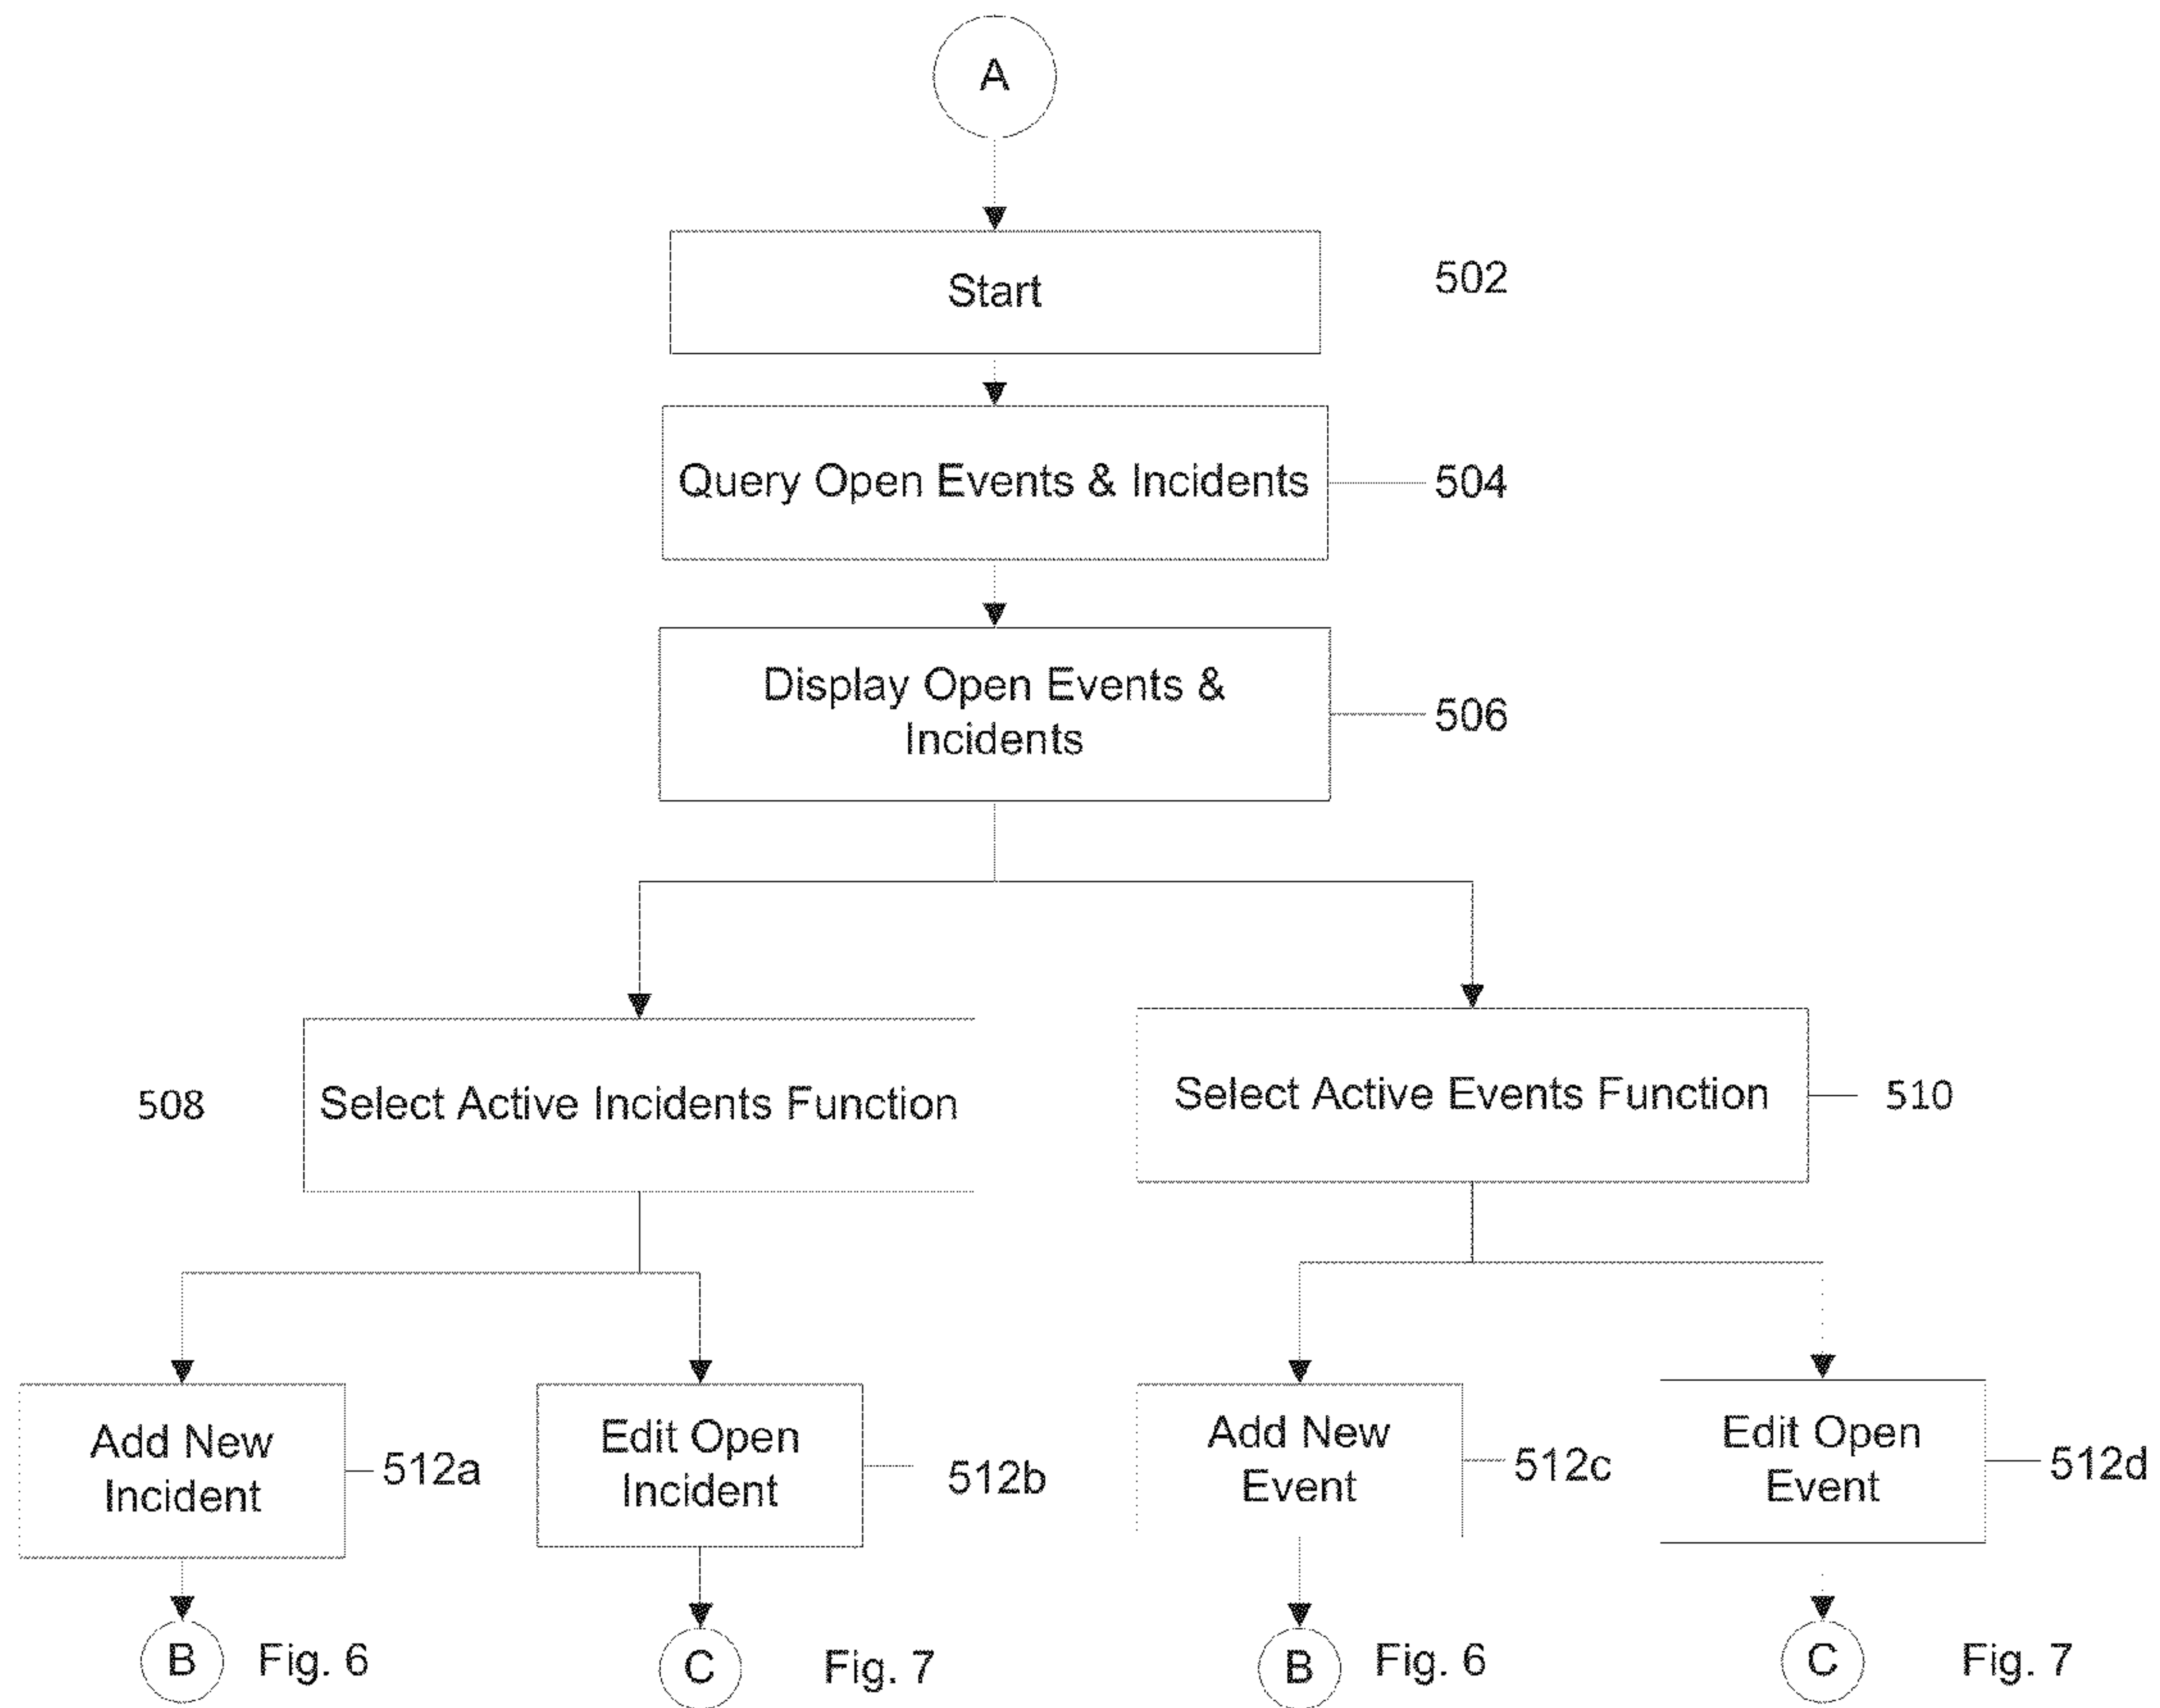 A
Start
502
Query Open Events & Incidents
504
Display Open Events &
Incidents
506
508
Select Active Incidents Function
Select Active Events Function
510
Add New
Incident
512a
Edit Open
Incident
512b
Add New
Event
512c
Edit Open
Event
512d
B
Fig. 6
C
Fig. 7
B
Fig. 6
C
Fig. 7